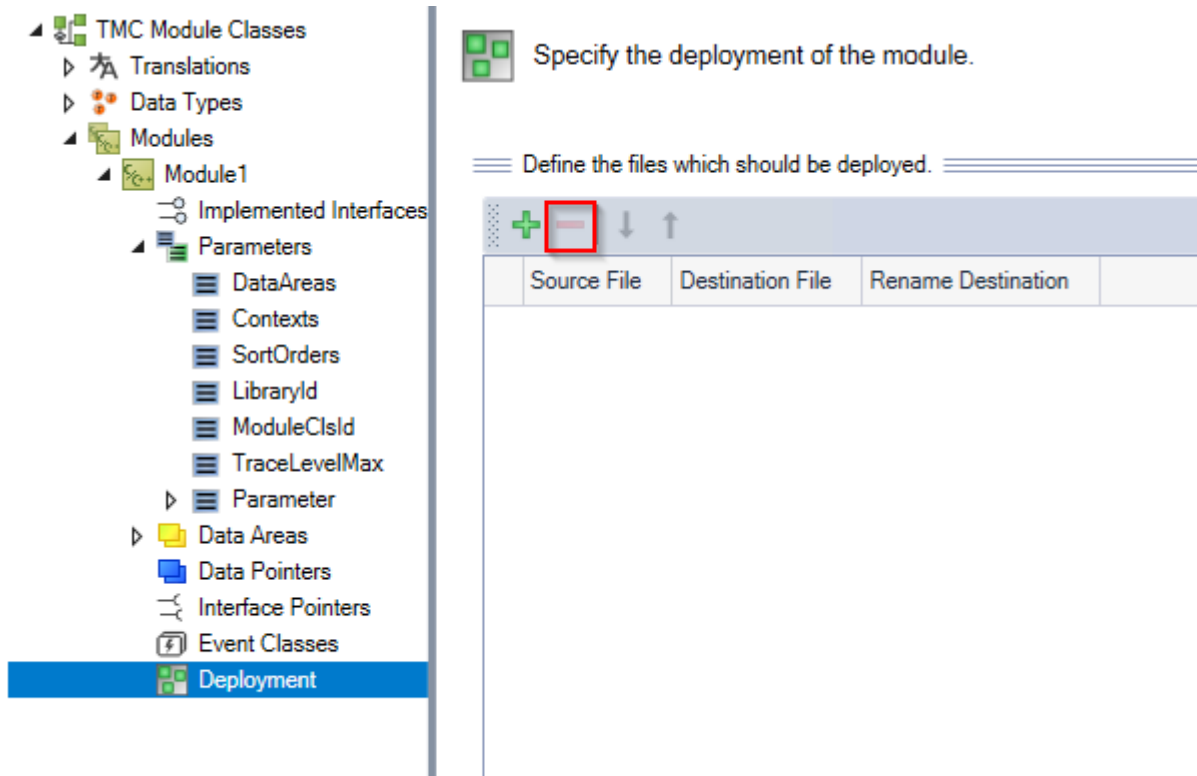 TMC Module Classes
Translations
Data Types
Modules
Module1
Implemented Interfaces
Parameters
DataAreas
Contexts
SortOrders
LibraryId
ModuleClsId
TraceLevelMax
Parameter
Data Areas
Data Pointers
Interface Pointers
Event Classes
Deployment
Specify the deployment of the module.
Define the files which should be deployed.
Source File Destination File Rename Destination